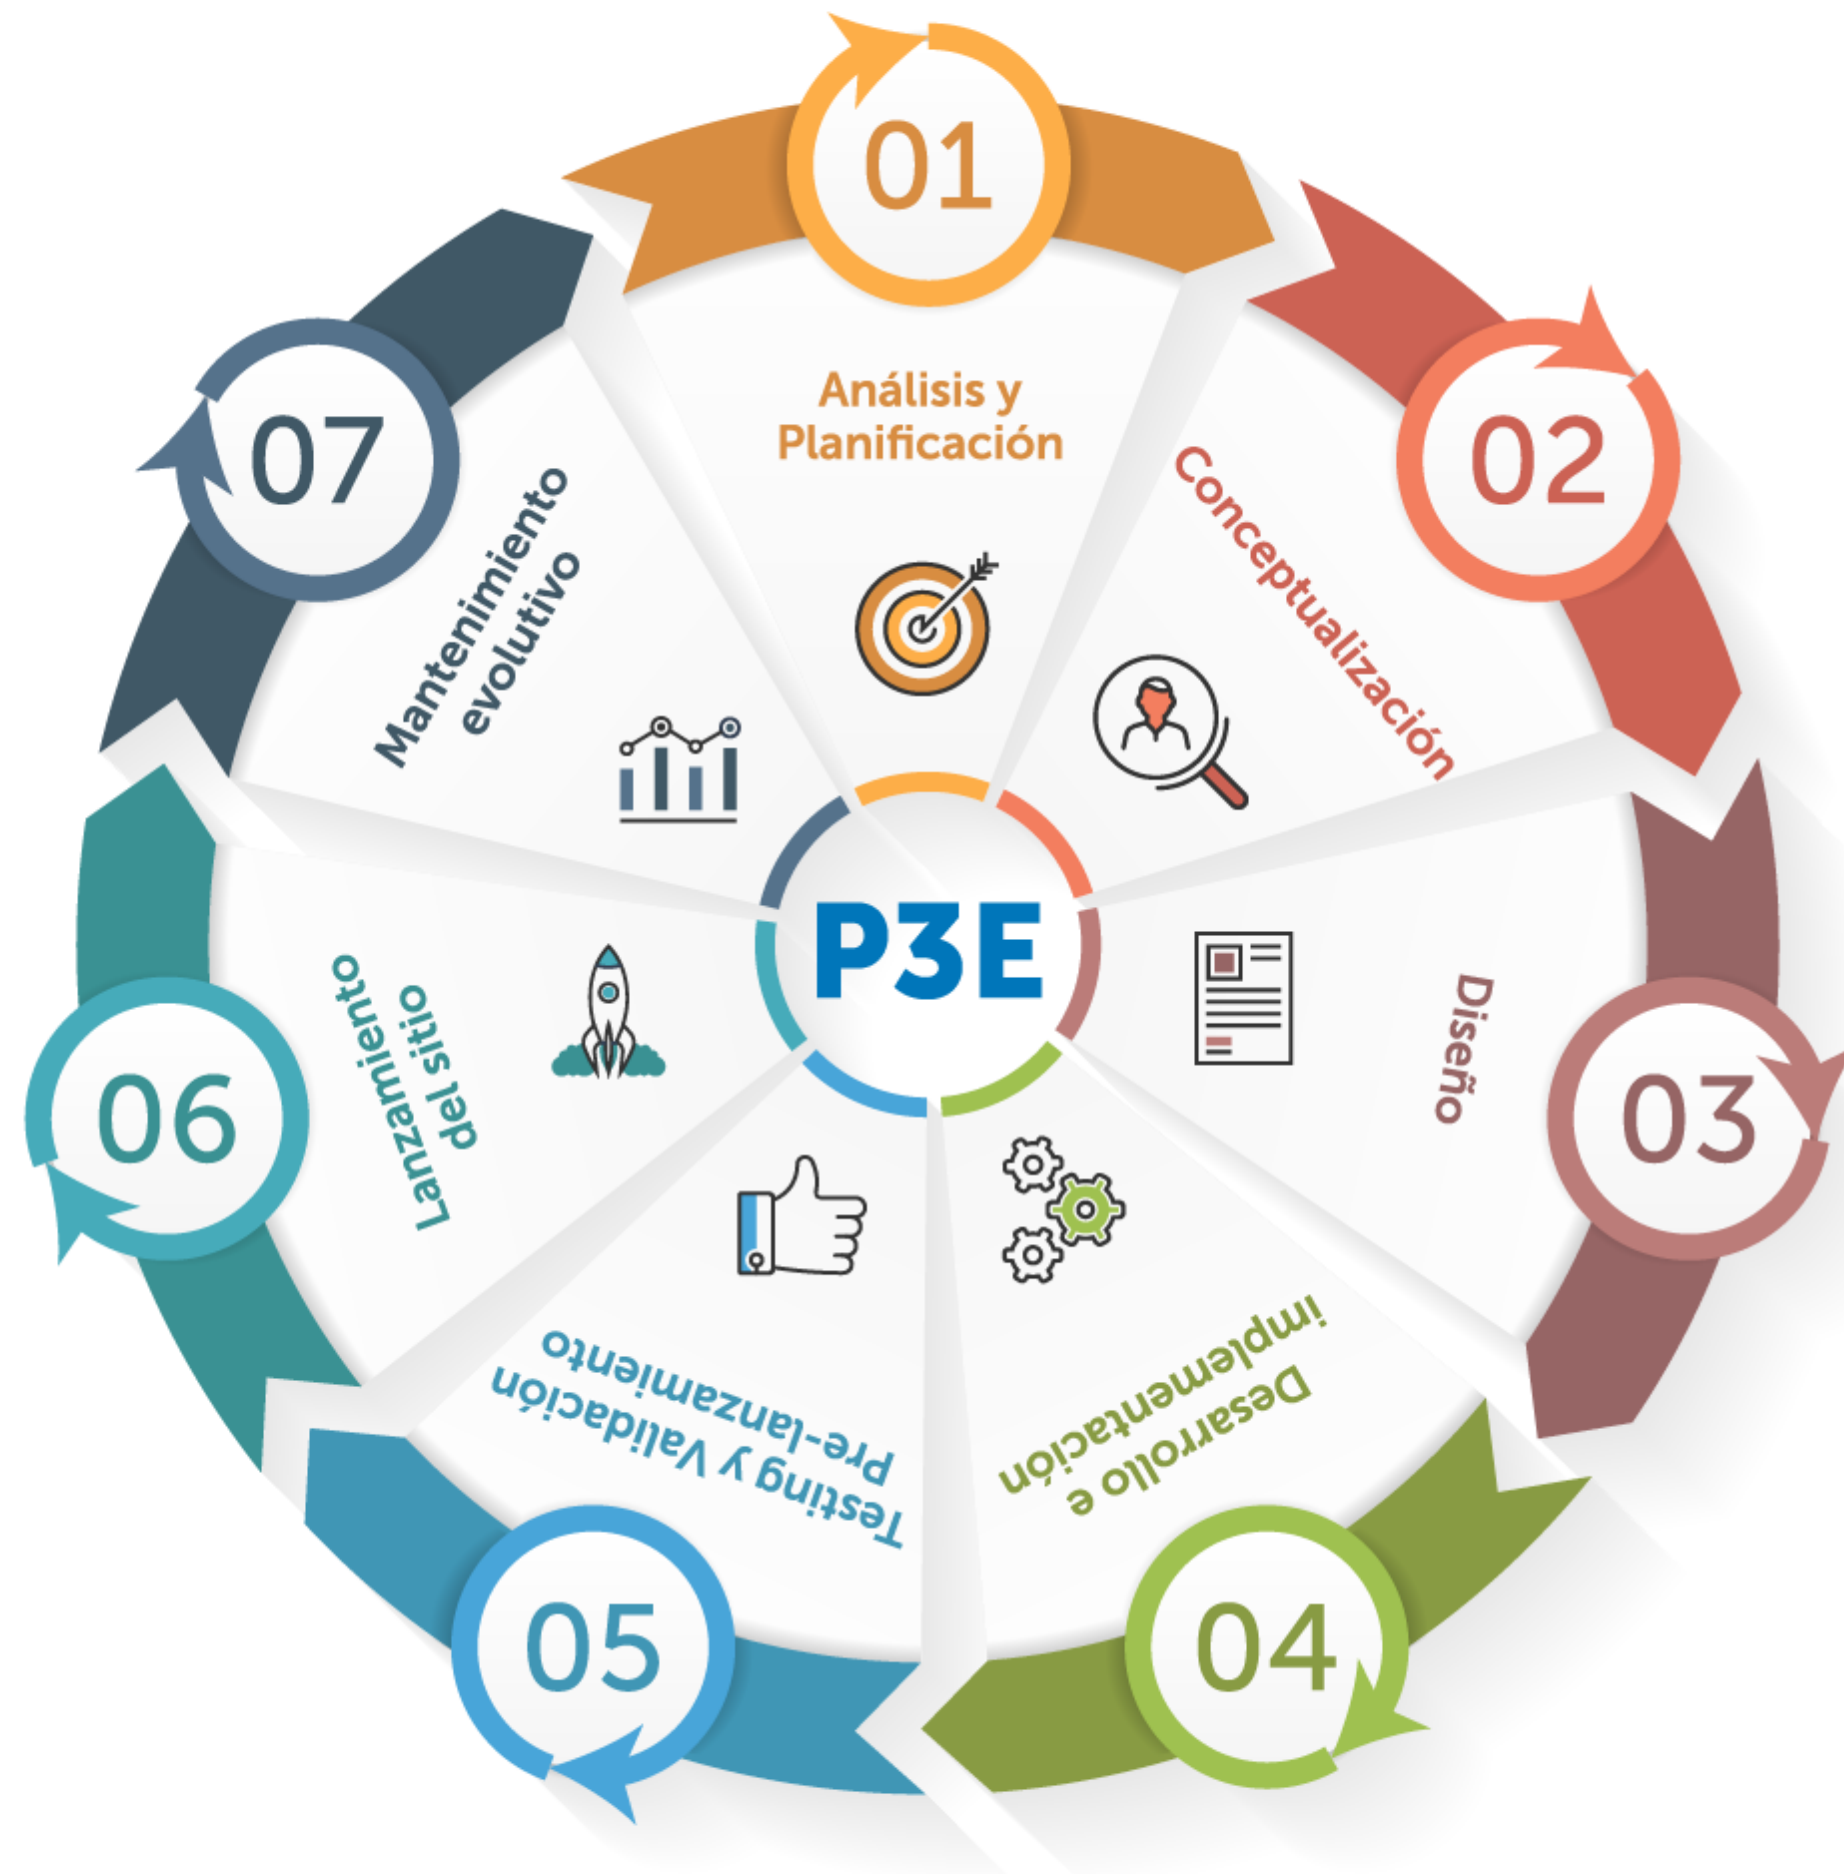 01
Análisis y
Planificación
02
Conceptualización
03
Diseño
04
Desarrollo e
implementación
05
Testing y Validación
Pre-lanzamiento
06
Lanzamiento
del sitio
07
Mantenimiento
evolutivo
P3E